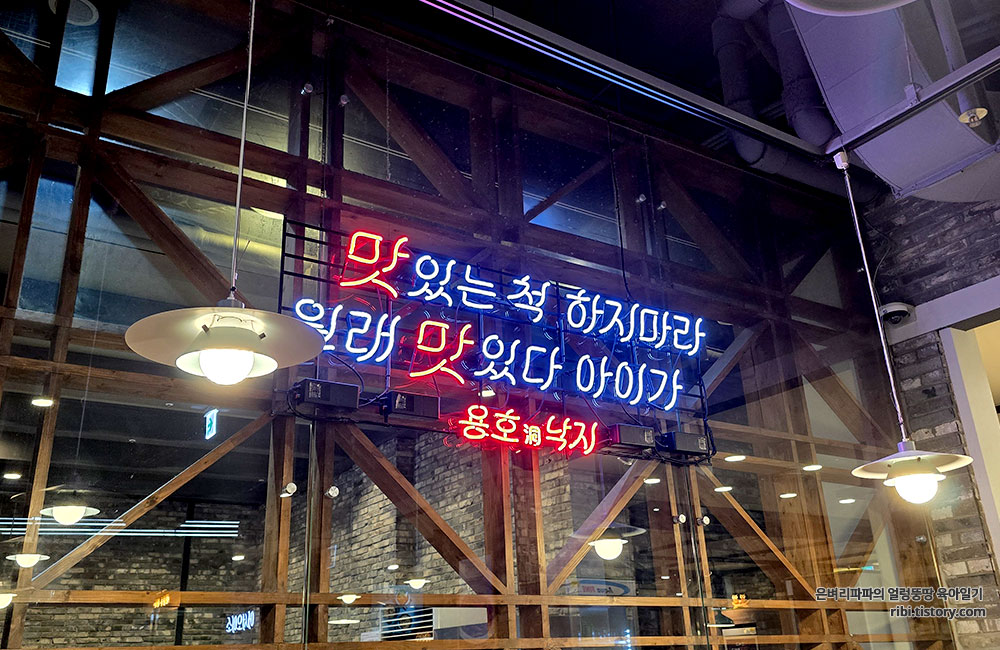 맛있는 척 하지마라
원래 맛있다 아이가
용호洞낙지
은벼리파파의 얼렁뚱땅 육아일기
ribi.tistory.com